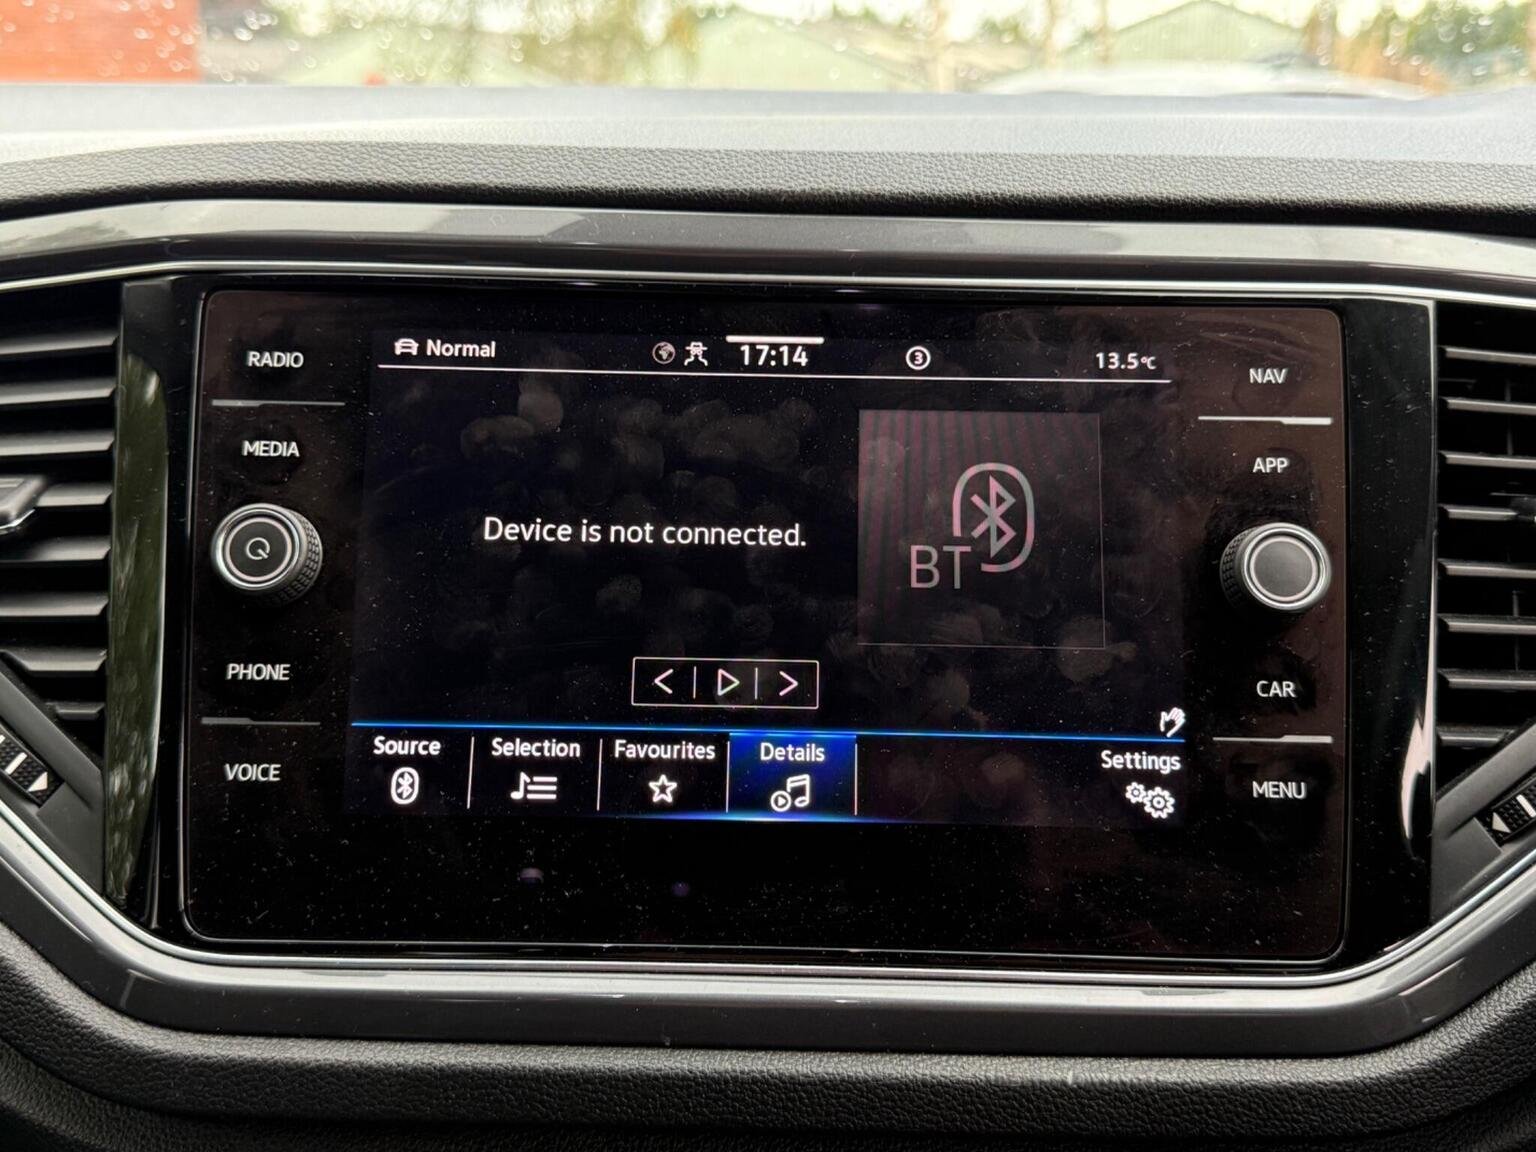 RADIO
MEDIA
PHONE
VOICE
Normal
17:14
3
13.5°C
Device is not connected.
BT
Source
Selection
Favourites
Details
Settings
NAV
APP
CAR
MENU